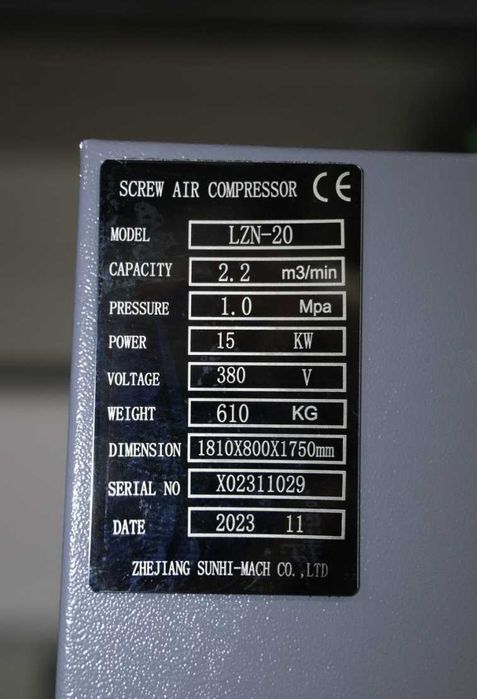 SCREW AIR COMPRESSOR CE
MODEL LZN-20
CAPACITY 2.2 m3/min
PRESSURE 1.0 Mpa
POWER 15 KW
VOLTAGE 380 V
WEIGHT 610 KG
DIMENSION 1810X800X1750mm
SERIAL NO X02311029
DATE 2023 11
ZHEJIANG SUNHI-MACH CO.,LTD